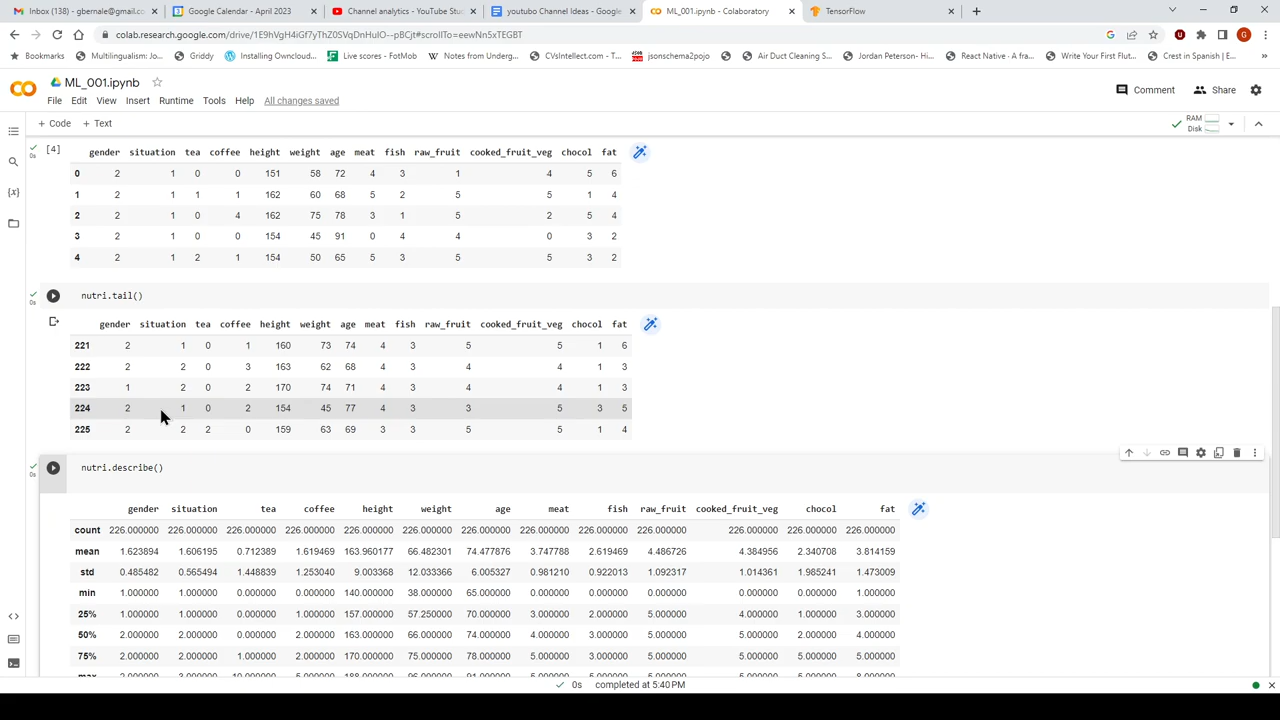 Inbox (138) - gbernale@gmail.co
Google Calendar - April 2023
Channel analytics - YouTube Stu
youtubo Channel Ideas - Google
ML_001.ipynb - Colaboratory
TensorFlow
colab.research.google.com/drive/1E9hVgH4iGf7yThZ0SVqDnHuIO--pBCjt#scrollTo=eewNnSxTEGBT
G
Bookmarks
Multilingualism: Jo...
Griddy
Installing Owncloud...
Live scores - FotMob
Notes from Underg...
CVSIntellect.com - T...
jsonschema2pojo
Air Duct Cleaning S...
Jordan Peterson- Hi...
React Native · A fra...
Write Your First Flut...
Crest in Spanish | E...
ML_001.ipynb
File Edit View Insert Runtime Tools Help All changes saved
Comment Share
+ Code + Text
RAM
Disk
[4]
gender situation tea coffee height weight age meat fish raw_fruit cooked_fruit_veg chocol fat
0 2 1 0 0 151 58 72 4 3 1 4 5 6
1 2 1 1 1 162 60 68 5 2 5 5 1 4
2 2 1 0 4 162 75 78 3 1 5 2 5 4
3 2 1 0 0 154 45 91 0 4 4 0 3 2
4 2 1 2 1 154 50 65 5 3 5 5 3 2
0s
nutri.tail()
0s
gender situation tea coffee height weight age meat fish raw_fruit cooked_fruit_veg chocol fat
221 2 1 0 1 160 73 74 4 3 5 5 1 6
222 2 2 0 3 163 62 68 4 3 4 4 1 3
223 1 2 0 2 170 74 71 4 3 4 4 1 3
224 2 1 0 2 154 45 77 4 3 3 5 3 5
225 2 2 2 0 159 63 69 3 3 5 5 1 4
nutri.describe()
0s
gender situation tea coffee height weight age meat fish raw_fruit cooked_fruit_veg chocol fat
count 226.000000 226.000000 226.000000 226.000000 226.000000 226.000000 226.000000 226.000000 226.000000 226.000000 226.000000 226.000000 226.000000
mean 1.623894 1.606195 0.712389 1.619469 163.960177 66.482301 74.477876 3.747788 2.619469 4.486726 4.384956 2.340708 3.814159
std 0.485482 0.565494 1.448839 1.253040 9.003368 12.033366 6.005327 0.981210 0.922013 1.092317 1.014361 1.985241 1.473009
min 1.000000 1.000000 0.000000 0.000000 140.000000 38.000000 65.000000 0.000000 0.000000 0.000000 0.000000 0.000000 1.000000
25% 1.000000 1.000000 0.000000 1.000000 157.000000 57.250000 70.000000 3.000000 2.000000 5.000000 4.000000 1.000000 3.000000
50% 2.000000 2.000000 0.000000 2.000000 163.000000 66.000000 74.000000 4.000000 3.000000 5.000000 5.000000 2.000000 4.000000
75% 2.000000 2.000000 1.000000 2.000000 170.000000 75.000000 78.000000 5.000000 3.000000 5.000000 5.000000 5.000000 5.000000
0s completed at 5:40 PM